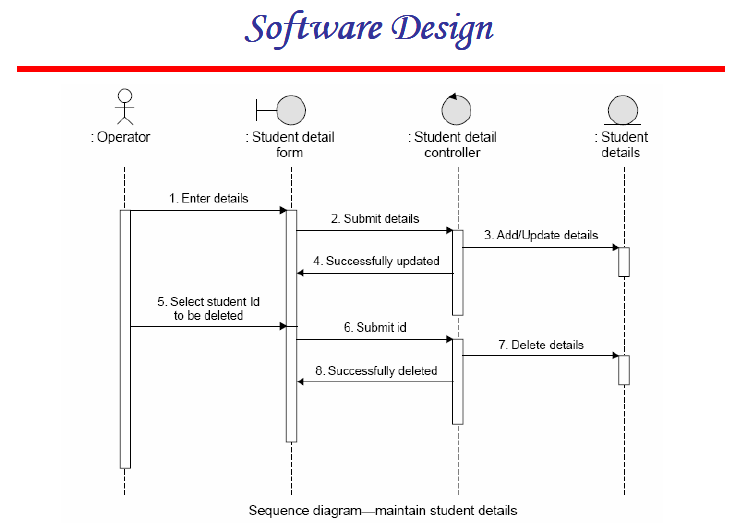 Software Design
: Operator
: Student detail
form
: Student detail
controller
: Student
details
1. Enter details
2. Submit details
3. Add/Update details
4. Successfully updated
5. Select student Id
to be deleted
6. Submit id
7. Delete details
8. Successfully deleted
Sequence diagram—maintain student details